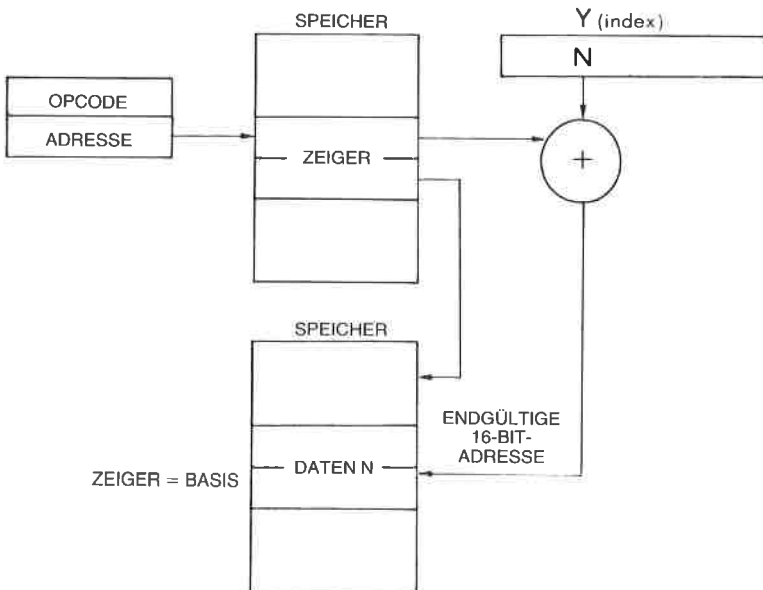 SPEICHER
Y (index)
N
OPCODE
ADRESSE
ZEIGER
+
SPEICHER
ENDGÜLTIGE
16-BIT-
ADRESSE
DATEN N
ZEIGER = BASIS